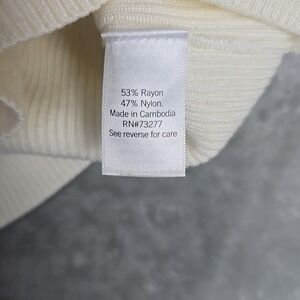 53% Rayon
47% Nylon.
Made in Cambodia
RN#73277
See reverse for care